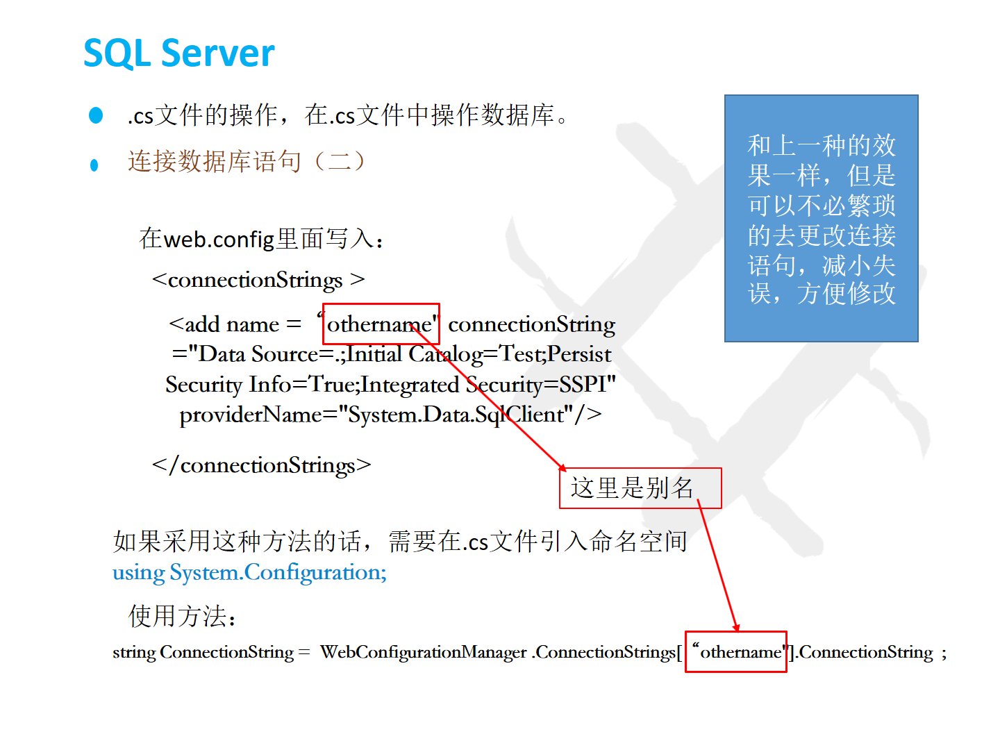 SQL Server
.cs文件的操作，在.cs文件中操作数据库。
连接数据库语句（二）
和上一种的效
果一样，但是
可以不必繁琐
的去更改连接
语句，减小失
误，方便修改
在web.config里面写入：
<connectionStrings >
<add name = “othername" connectionString
="Data Source=.;Initial Catalog=Test;Persist
Security Info=True;Integrated Security=SSPI"
providerName="System.Data.SqlClient"/>
</connectionStrings>
这里是别名
如果采用这种方法的话，需要在.cs文件引入命名空间
using System.Configuration;
使用方法：
string ConnectionString = WebConfigurationManager .ConnectionStrings[ “othername"].ConnectionString ;